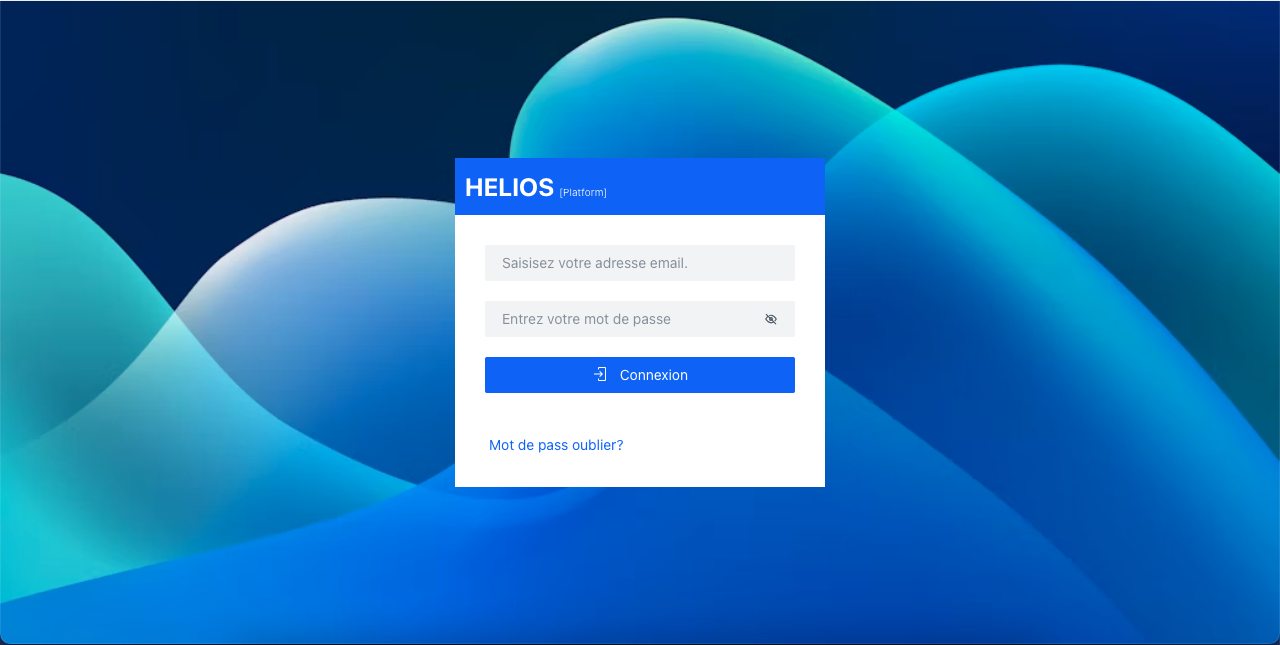 HELIOS [Platform]
Saisisez votre adresse email.
Entrez votre mot de passe
Connexion
Mot de pass oublier?